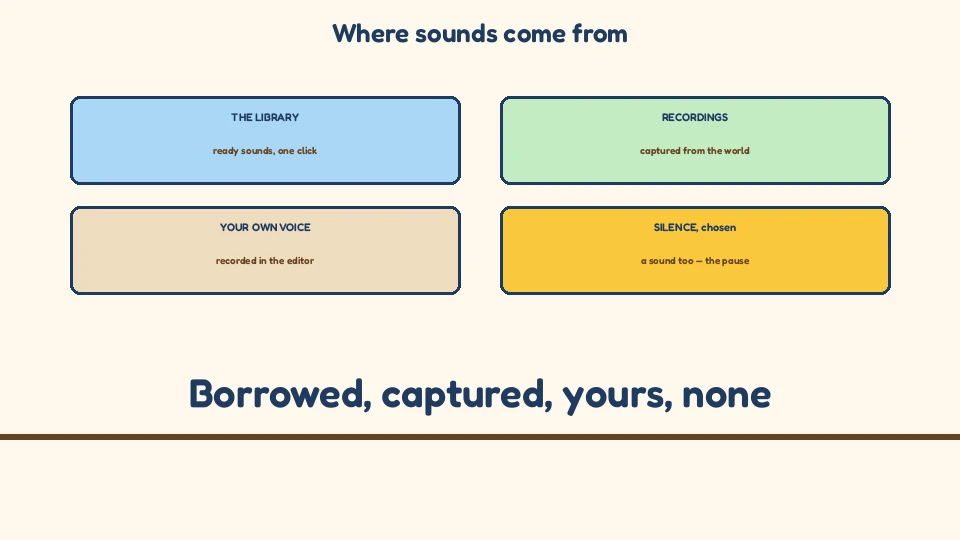 Where sounds come from
THE LIBRARY
ready sounds, one click
RECORDINGS
captured from the world
YOUR OWN VOICE
recorded in the editor
SILENCE, chosen
a sound too — the pause
Borrowed, captured, yours, none